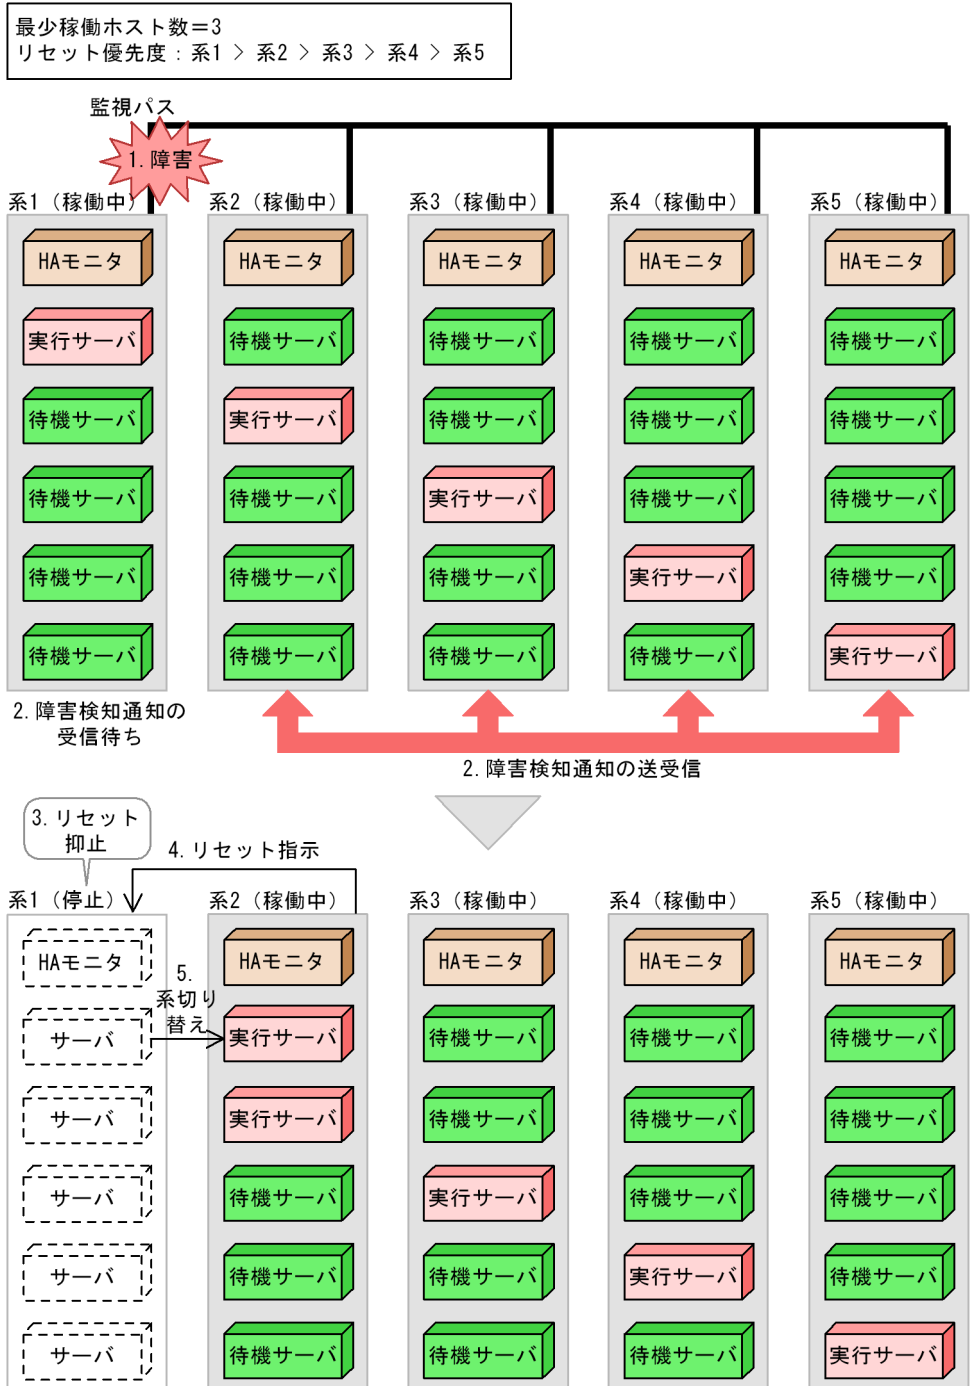 最少稼働ホスト数＝3
リセット優先度：系1 > 系2 > 系3 > 系4 > 系5
監視パス
1.障害
系1（稼働中） 系2（稼働中） 系3（稼働中） 系4（稼働中） 系5（稼働中）
HAモニタ HAモニタ HAモニタ HAモニタ HAモニタ
実行サーバ 待機サーバ 待機サーバ 待機サーバ 待機サーバ
待機サーバ 実行サーバ 待機サーバ 待機サーバ 待機サーバ
待機サーバ 待機サーバ 実行サーバ 待機サーバ 待機サーバ
待機サーバ 待機サーバ 待機サーバ 実行サーバ 待機サーバ
待機サーバ 待機サーバ 待機サーバ 待機サーバ 実行サーバ
2.障害検知通知の
受信待ち
2.障害検知通知の送受信
3.リセット
抑止
4.リセット指示
系1（停止） 系2（稼働中） 系3（稼働中） 系4（稼働中） 系5（稼働中）
HAモニタ HAモニタ HAモニタ HAモニタ HAモニタ
5.
系切り
替え
サーバ 実行サーバ 待機サーバ 待機サーバ 待機サーバ
サーバ 実行サーバ 待機サーバ 待機サーバ 待機サーバ
サーバ 待機サーバ 実行サーバ 待機サーバ 待機サーバ
サーバ 待機サーバ 待機サーバ 実行サーバ 待機サーバ
サーバ 待機サーバ 待機サーバ 待機サーバ 実行サーバ